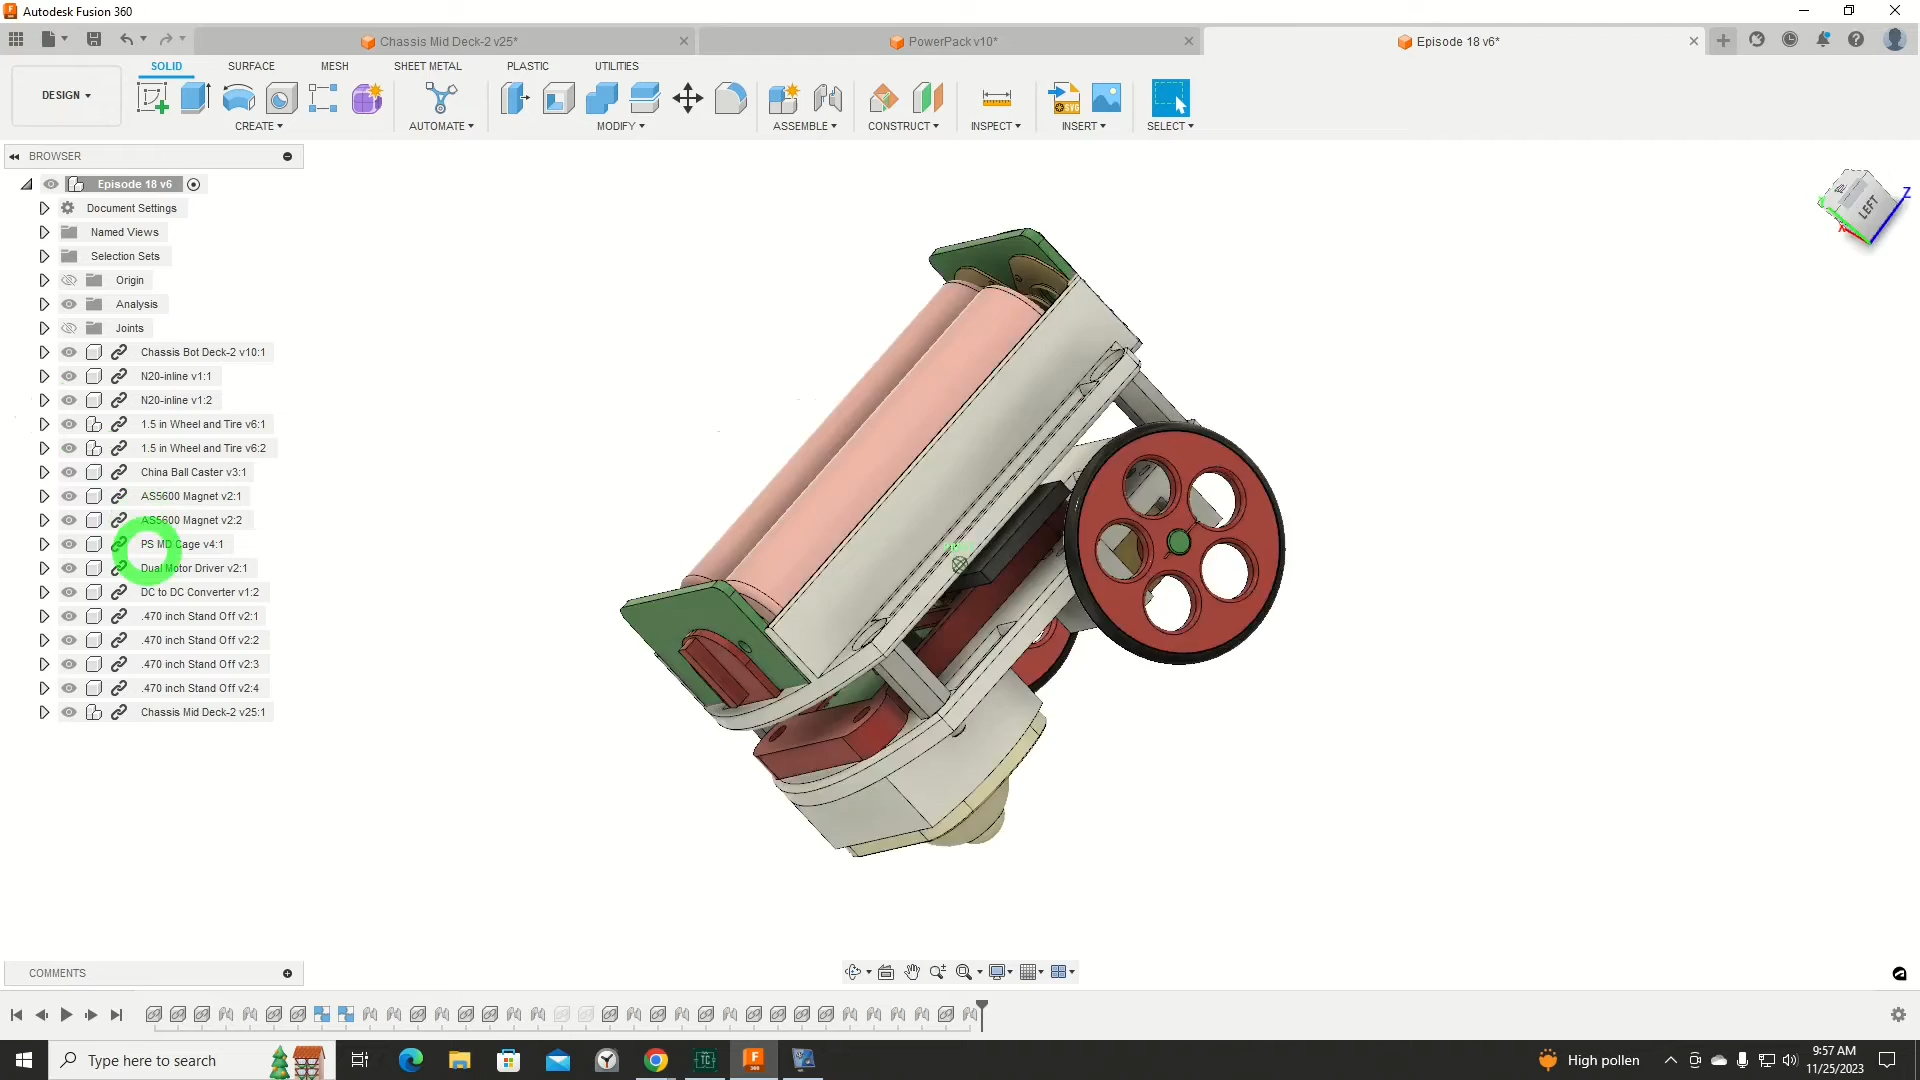 Autodesk Fusion 360
Chassis Mid Deck-2 v25*
PowerPack v10*
Episode 18 v6*
SOLID
SURFACE
MESH
SHEET METAL
PLASTIC
UTILITIES
DESIGN
CREATE
AUTOMATE
MODIFY
ASSEMBLE
CONSTRUCT
INSPECT
INSERT
SELECT
SVG
BROWSER
Episode 18 v6
Document Settings
Named Views
Selection Sets
Origin
Analysis
Joints
Chassis Bot Deck-2 v10:1
N20-inline v1:1
N20-inline v1:2
1.5 in Wheel and Tire v6:1
1.5 in Wheel and Tire v6:2
China Ball Caster v3:1
AS5600 Magnet v2:1
AS5600 Magnet v2:2
PS MD Cage v4:1
Dual Motor Driver v2:1
DC to DC Converter v1:2
.470 inch Stand Off v2:1
.470 inch Stand Off v2:2
.470 inch Stand Off v2:3
.470 inch Stand Off v2:4
Chassis Mid Deck-2 v25:1
LEFT
Z
COMMENTS
Type here to search
High pollen
9:57 AM
11/25/2023